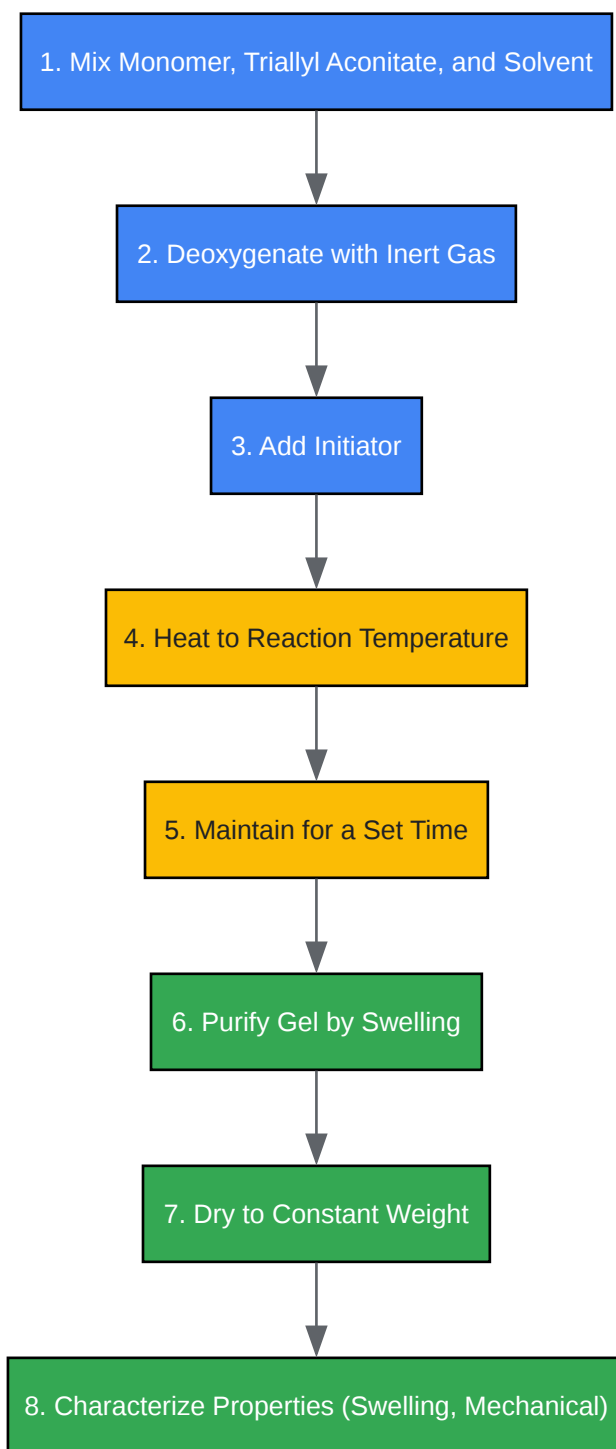 1. Mix Monomer, Triallyl Aconitate, and Solvent
2. Deoxygenate with Inert Gas
3. Add Initiator
4. Heat to Reaction Temperature
5. Maintain for a Set Time
6. Purify Gel by Swelling
7. Dry to Constant Weight
8. Characterize Properties (Swelling, Mechanical)